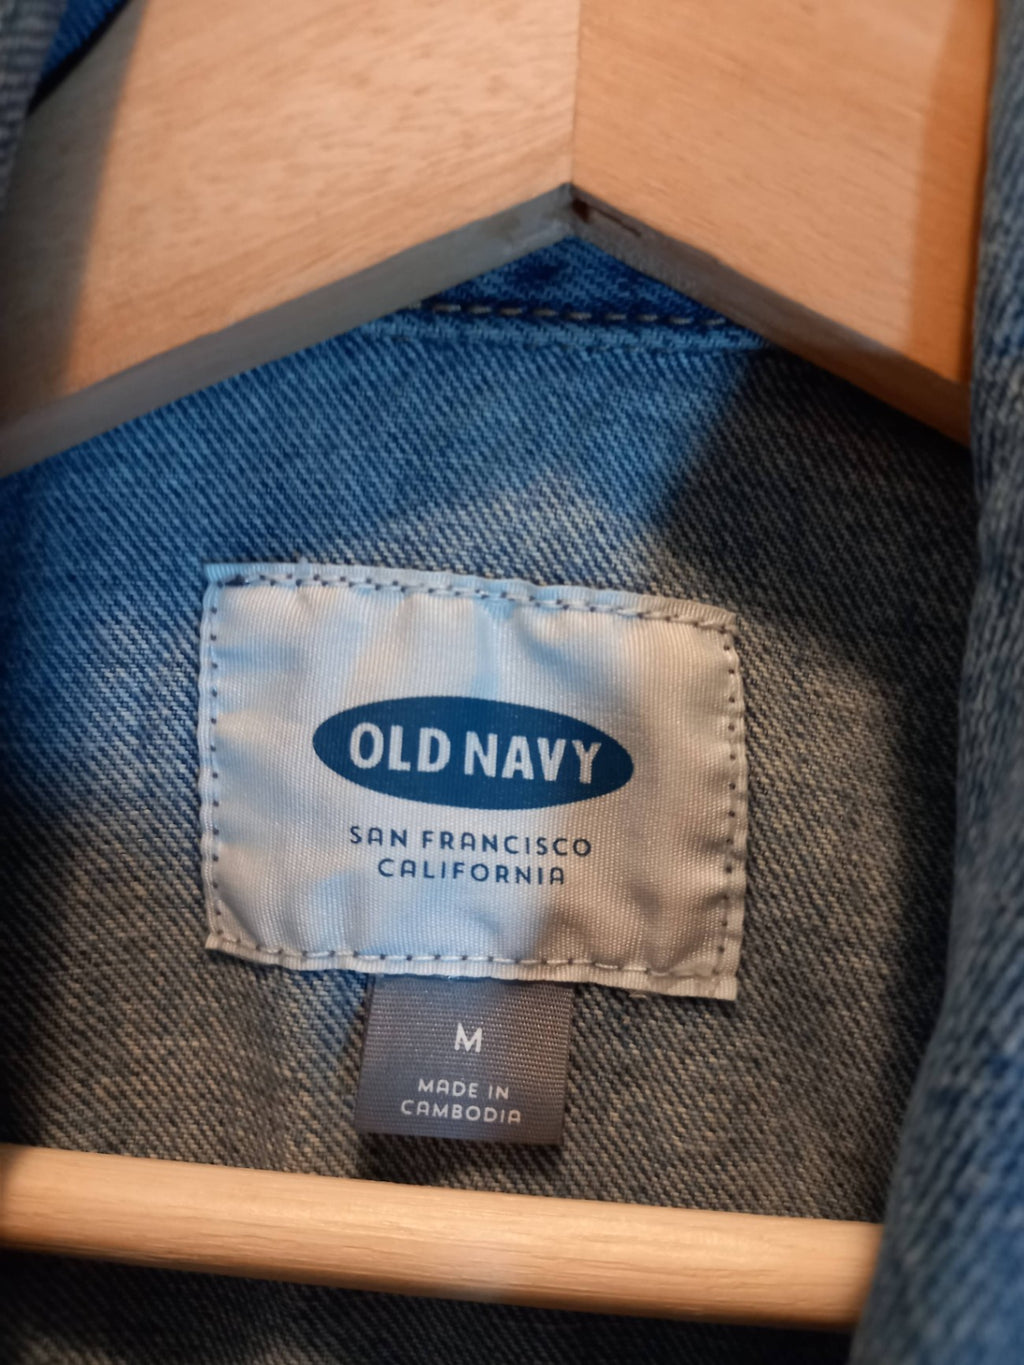 OLD NAVY
SAN FRANCISCO
CALIFORNIA
M
MADE IN
CAMBODIA